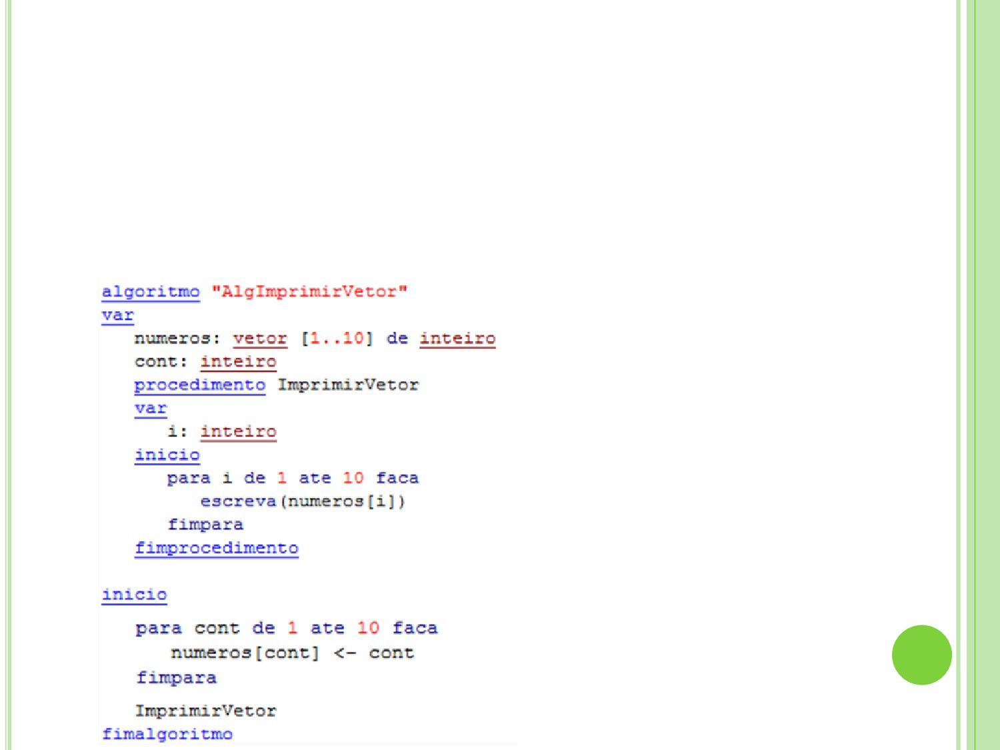 algoritmo "AlgImprimirVetor"
var
   numeros: vetor [1..10] de inteiro
   cont: inteiro
   procedimento ImprimirVetor
   var
      i: inteiro
   inicio
      para i de 1 ate 10 faca
         escreva(numeros[i])
      fimpara
   fimprocedimento

inicio
   para cont de 1 ate 10 faca
      numeros[cont] <- cont
   fimpara
   ImprimirVetor
fimalgoritmo